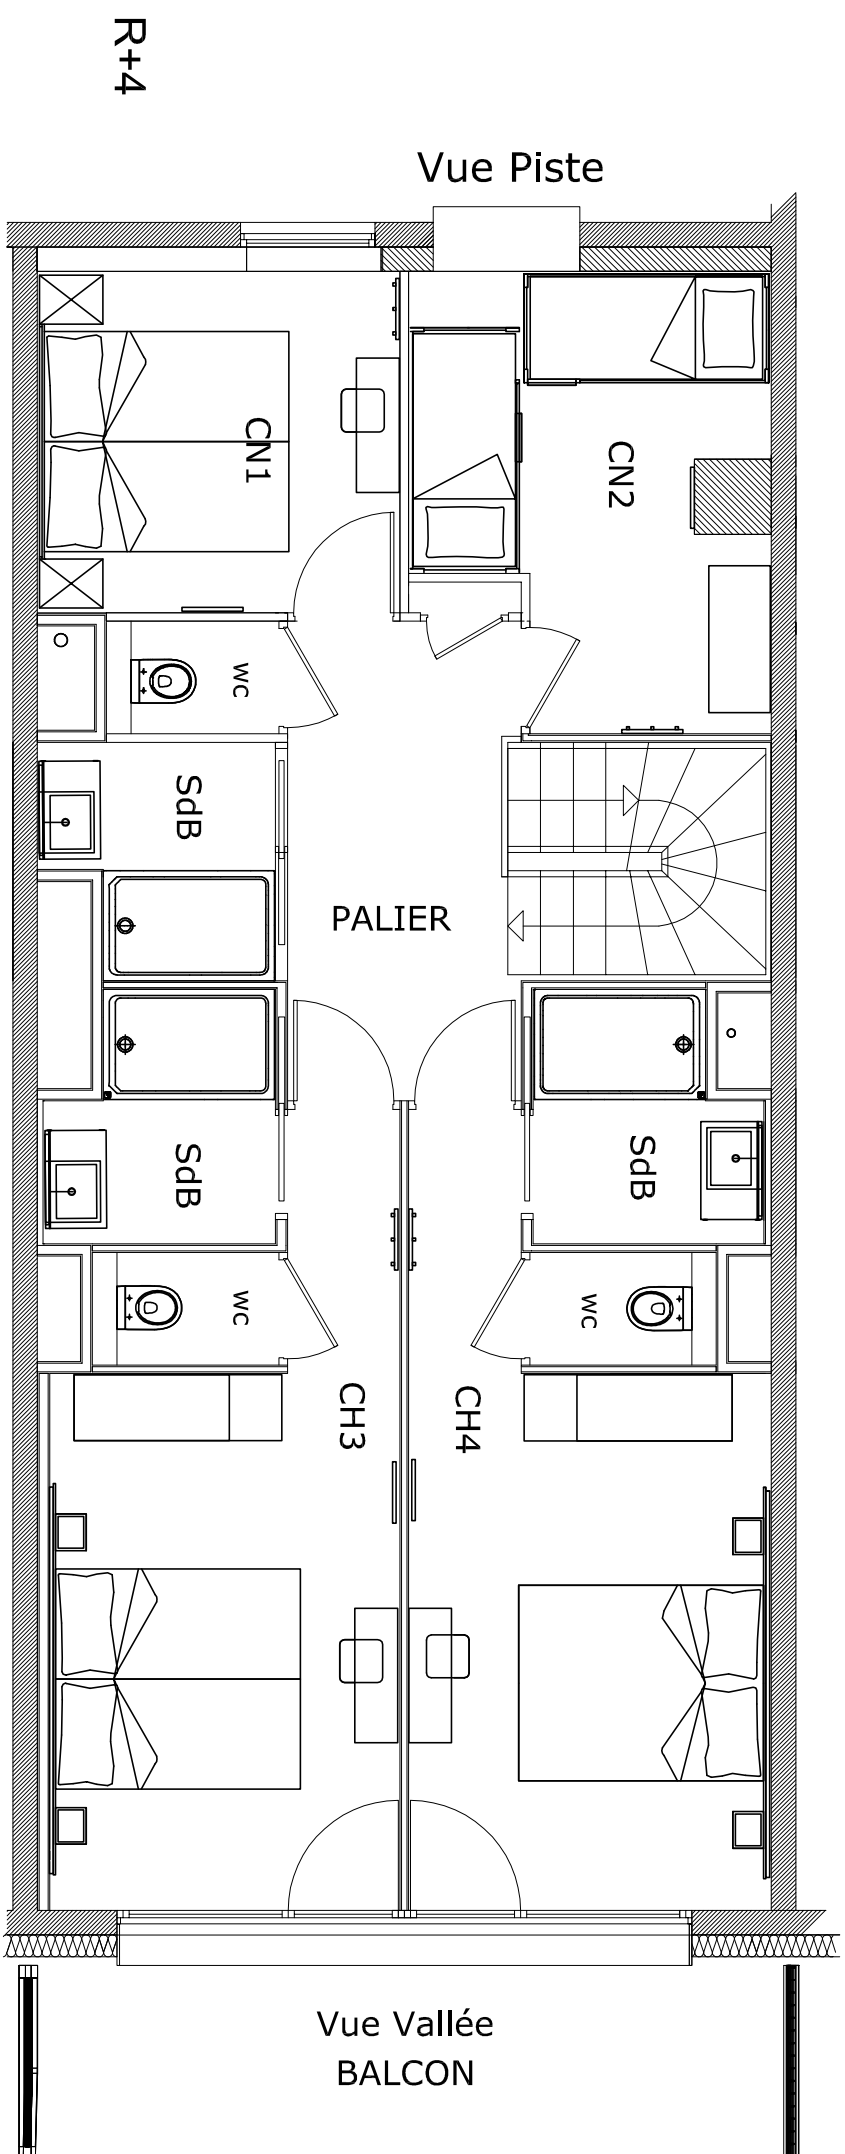 R+4
Vue Piste
CN1
CN2
wc
SdB
PALIER
SdB
SdB
wc
wc
CH3
CH4
Vue Vallée
BALCON